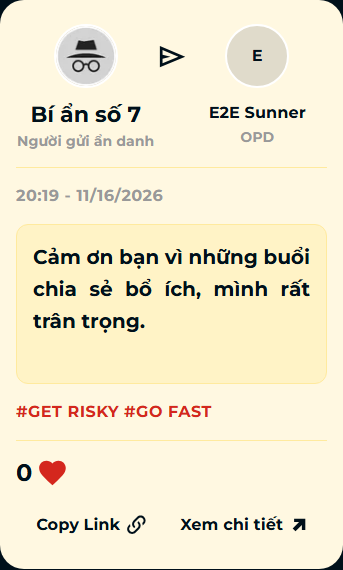 E
Bí ẩn số 7
E2E Sunner
Người gửi ẩn danh
OPD
20:19 - 11/16/2026
Cảm ơn bạn vì những buổi
chia sẻ bổ ích, mình rất
trân trọng.
#GET RISKY #GO FAST
0
Copy Link
Xem chi tiết